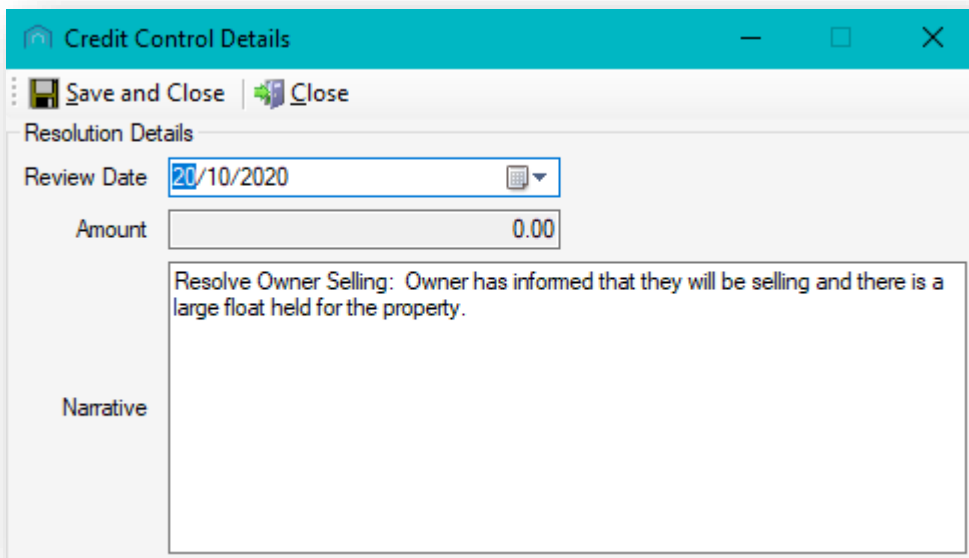 Credit Control Details
Save and Close Close
Resolution Details
Review Date 20/10/2020
Amount 0.00
Resolve Owner Selling:  Owner has informed that they will be selling and there is a
large float held for the property.
Narrative